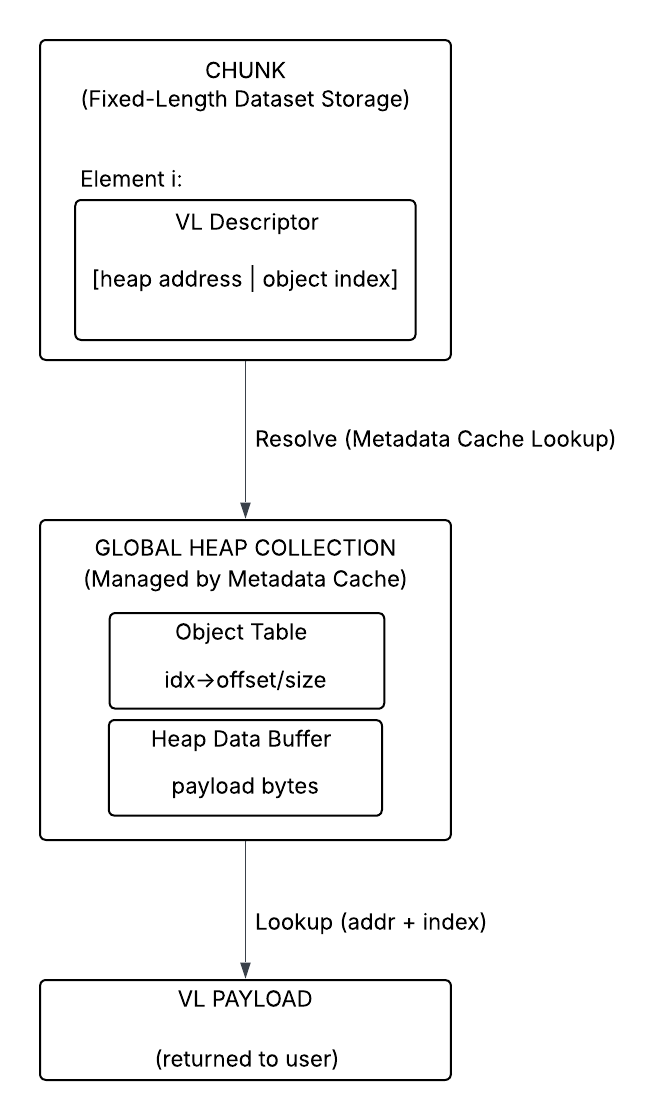 CHUNK
(Fixed-Length Dataset Storage)
Element i:
VL Descriptor
[heap address | object index]
Resolve (Metadata Cache Lookup)
GLOBAL HEAP COLLECTION
(Managed by Metadata Cache)
Object Table
idx→offset/size
Heap Data Buffer
payload bytes
Lookup (addr + index)
VL PAYLOAD
(returned to user)